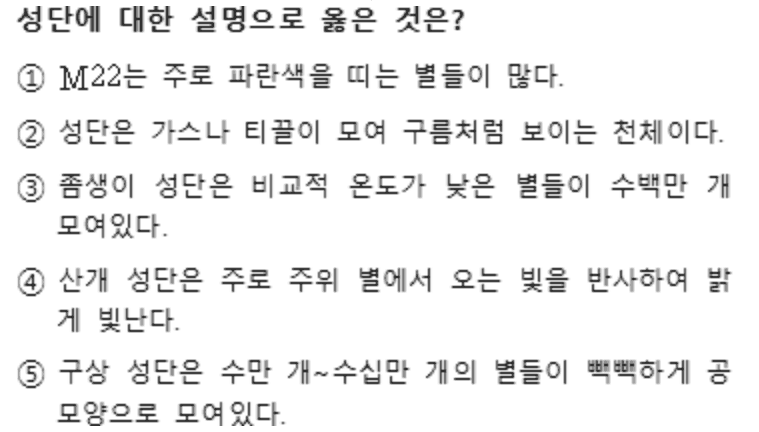 성단에 대한 설명으로 옳은 것은?
① M22는 주로 파란색을 띠는 별들이 많다.
② 성단은 가스나 티끌이 모여 구름처럼 보이는 천체이다.
③ 좀생이 성단은 비교적 온도가 낮은 별들이 수백만 개
모여있다.
④ 산개 성단은 주로 주위 별에서 오는 빛을 반사하여 밝
게 빛난다.
⑤ 구상 성단은 수만 개~수십만 개의 별들이 빽빽하게 공
모양으로 모여있다.